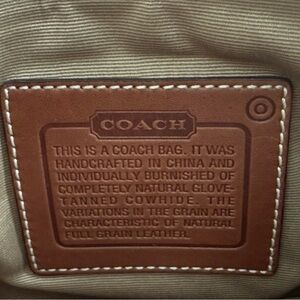 COACH
THIS IS A COACH BAG. IT WAS
HANDCRAFTED IN CHINA AND
INDIVIDUALLY BURNISHED OF
COMPLETELY NATURAL GLOVE-
TANNED COWHIDE. THE
VARIATIONS IN THE GRAIN ARE
CHARACTERISTIC OF NATURAL
FULL GRAIN LEATHER.